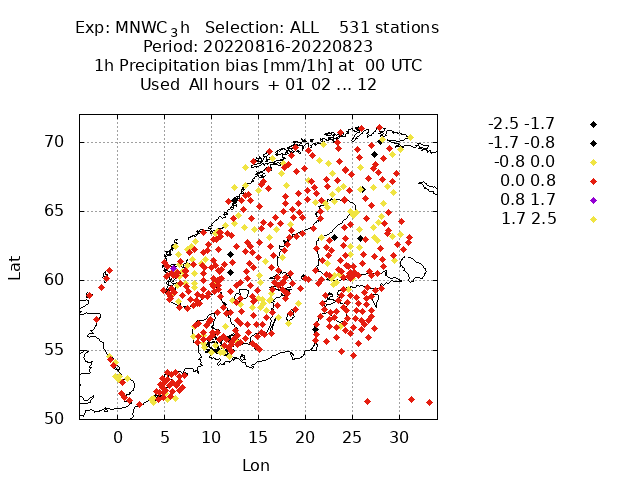 Exp: MNWC_3h Selection: ALL 531 stations
Period: 20220816-20220823
1h Precipitation bias [mm/1h] at 00 UTC
Used All hours + 01 02 ... 12
-2.5 -1.7
-1.7 -0.8
-0.8 0.0
0.0 0.8
0.8 1.7
1.7 2.5
70
65
60
55
50
Lat
0 5 10 15 20 25 30
Lon